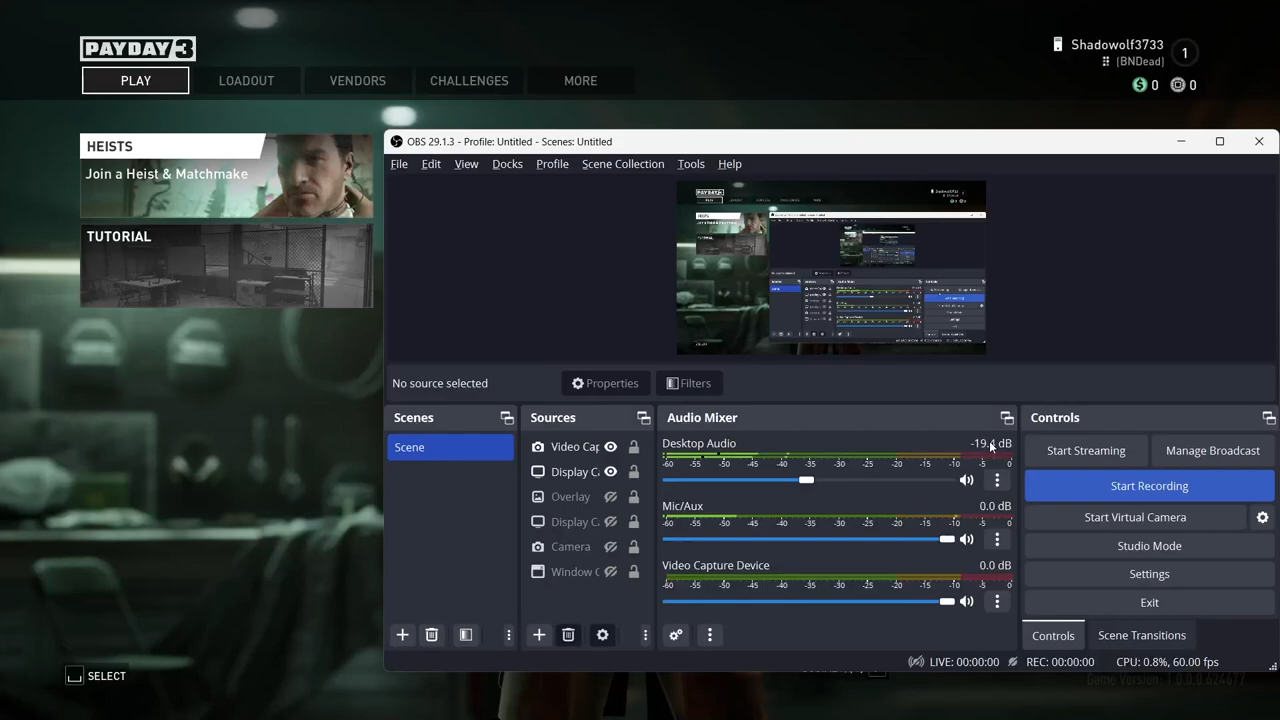 PAYDAY 3
PLAY
LOADOUT
VENDORS
CHALLENGES
MORE
Shadowolf3733
(BNDead)
1
0
0
HEISTS
Join a Heist & Matchmake
TUTORIAL
OBS 29.1.3 - Profile: Untitled - Scenes: Untitled
File Edit View Docks Profile Scene Collection Tools Help
No source selected
Properties
Filters
Scenes
Scene
Sources
Video Cap
Display C
Overlay
Display C
Camera
Window C
Audio Mixer
Desktop Audio
dB
-60 -55 -50 -45 -40 -35 -30 -25 -20 -15 -10 -5 0
Mic/Aux
0.0 dB
-60 -55 -50 -45 -40 -35 -30 -25 -20 -15 -10 -5 0
Video Capture Device
0.0 dB
-60 -55 -50 -45 -40 -35 -30 -25 -20 -15 -10 -5 0
Controls
Start Streaming
Manage Broadcast
Start Recording
Start Virtual Camera
Studio Mode
Settings
Exit
Controls
Scene Transitions
LIVE: 00:00:00
REC: 00:00:00
CPU: 0.8%, 60.00 fps
SELECT
Game Version: 1.0.0.0.624677